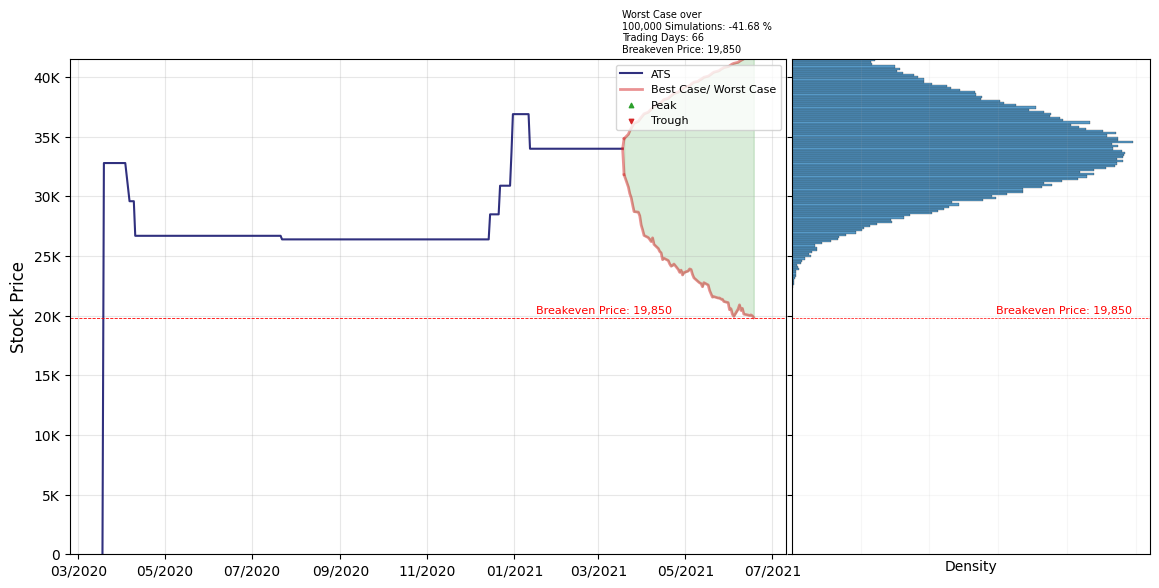 Worst Case over
100,000 Simulations: -41.68 %
Trading Days: 66
Breakeven Price: 19,850
ATS
Best Case/ Worst Case
Peak
Trough
Stock Price
40K
35K
30K
25K
20K
15K
10K
5K
0
Breakeven Price: 19,850
Breakeven Price: 19,850
03/2020 05/2020 07/2020 09/2020 11/2020 01/2021 03/2021 05/2021 07/2021
Density